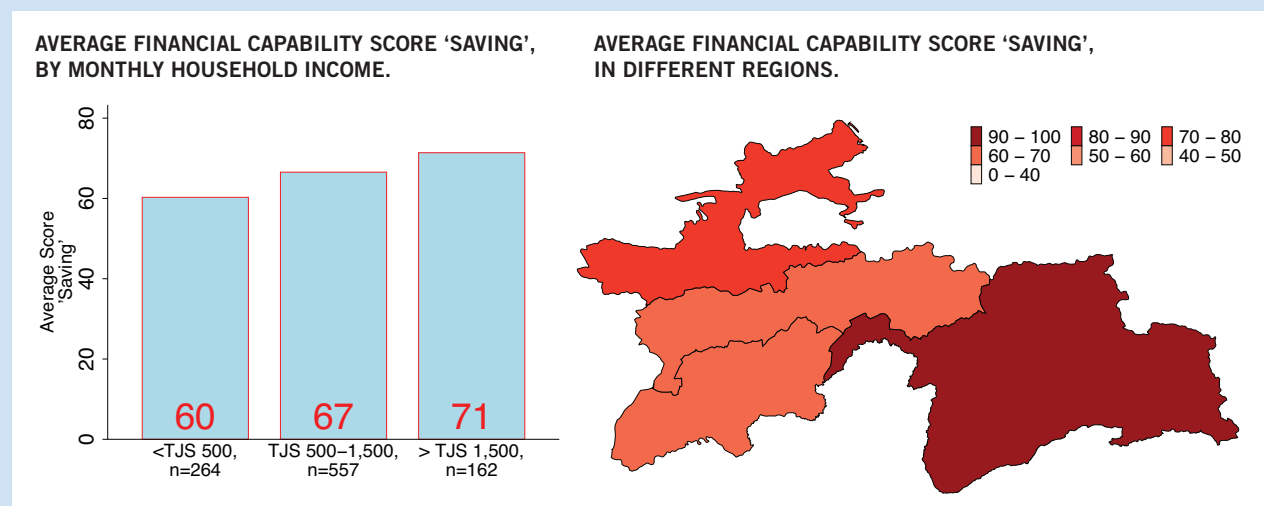 AVERAGE FINANCIAL CAPABILITY SCORE ‘SAVING’,
BY MONTHLY HOUSEHOLD INCOME.
80
60
40
20
0
Average Score
'Saving'
60
67
71
<TJS 500,
n=264
TJS 500–1,500,
n=557
> TJS 1,500,
n=162
AVERAGE FINANCIAL CAPABILITY SCORE ‘SAVING’,
IN DIFFERENT REGIONS.
90 – 100 80 – 90 70 – 80
60 – 70 50 – 60 40 – 50
0 – 40